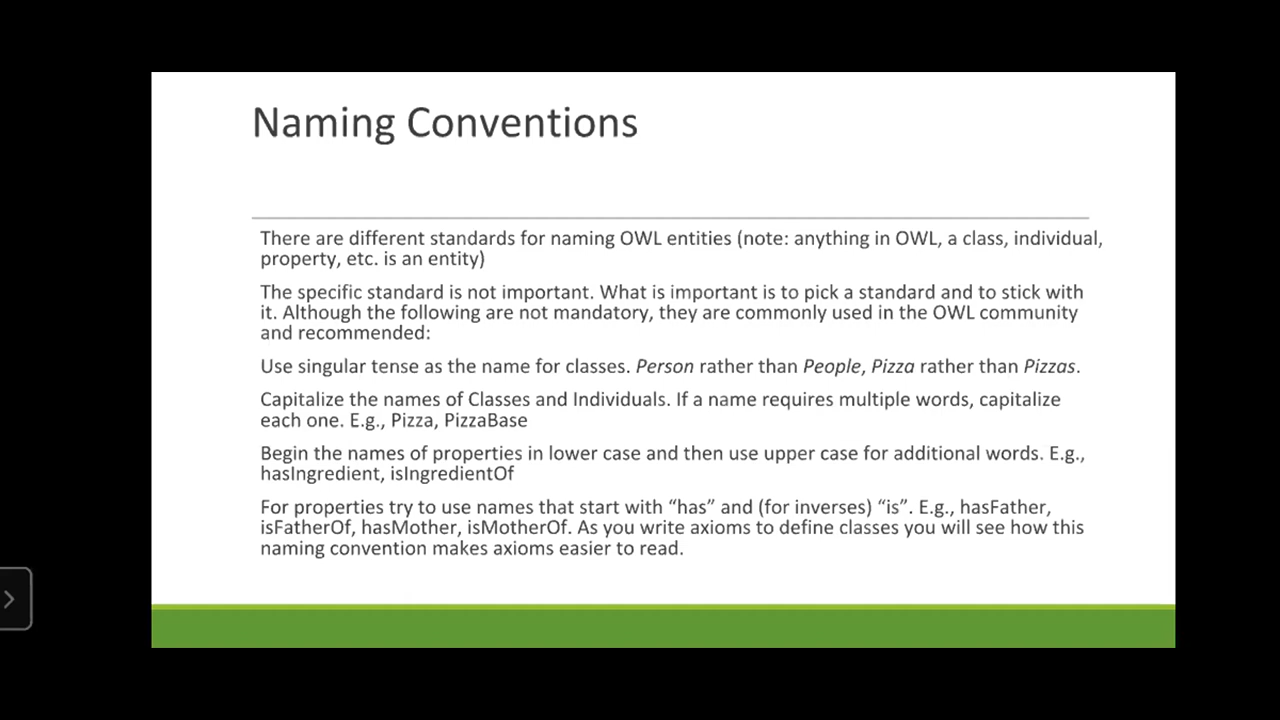 Naming Conventions
There are different standards for naming OWL entities (note: anything in OWL, a class, individual,
property, etc. is an entity)
The specific standard is not important. What is important is to pick a standard and to stick with
it. Although the following are not mandatory, they are commonly used in the OWL community
and recommended:
Use singular tense as the name for classes. Person rather than People, Pizza rather than Pizzas.
Capitalize the names of Classes and Individuals. If a name requires multiple words, capitalize
each one. E.g., Pizza, PizzaBase
Begin the names of properties in lower case and then use upper case for additional words. E.g.,
hasIngredient, isIngredientOf
For properties try to use names that start with “has” and (for inverses) “is”. E.g., hasFather,
isFatherOf, hasMother, isMotherOf. As you write axioms to define classes you will see how this
naming convention makes axioms easier to read.